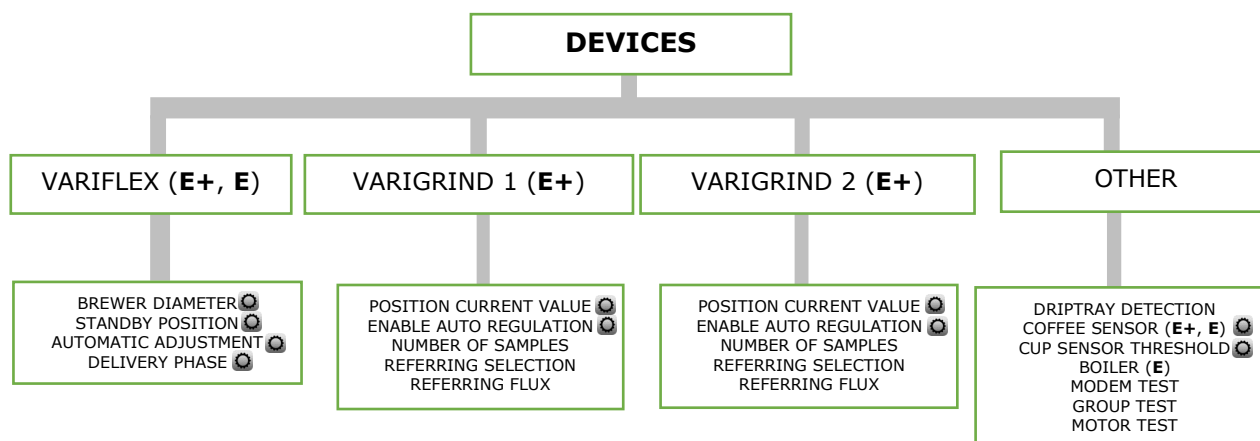 DEVICES
VARIFLEX (E+, E)
VARIGRIND 1 (E+)
VARIGRIND 2 (E+)
OTHER
BREWER DIAMETER
STANDBY POSITION
AUTOMATIC ADJUSTMENT
DELIVERY PHASE
POSITION CURRENT VALUE
ENABLE AUTO REGULATION
NUMBER OF SAMPLES
REFERRING SELECTION
REFERRING FLUX
POSITION CURRENT VALUE
ENABLE AUTO REGULATION
NUMBER OF SAMPLES
REFERRING SELECTION
REFERRING FLUX
DRIPTRAY DETECTION
COFFEE SENSOR (E+, E)
CUP SENSOR THRESHOLD
BOILER (E)
MODEM TEST
GROUP TEST
MOTOR TEST